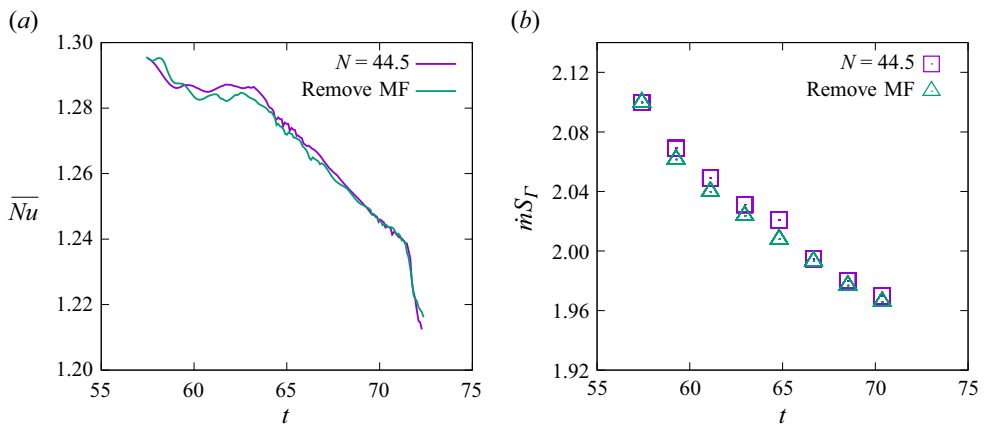 (a)
1.30
1.28
1.26
1.24
1.22
1.20
Nu
N = 44.5
Remove MF
55 60 65 70 75
t
(b)
2.12
2.08
2.04
2.00
1.96
1.92
ṁS_Γ
N = 44.5
Remove MF
55 60 65 70 75
t